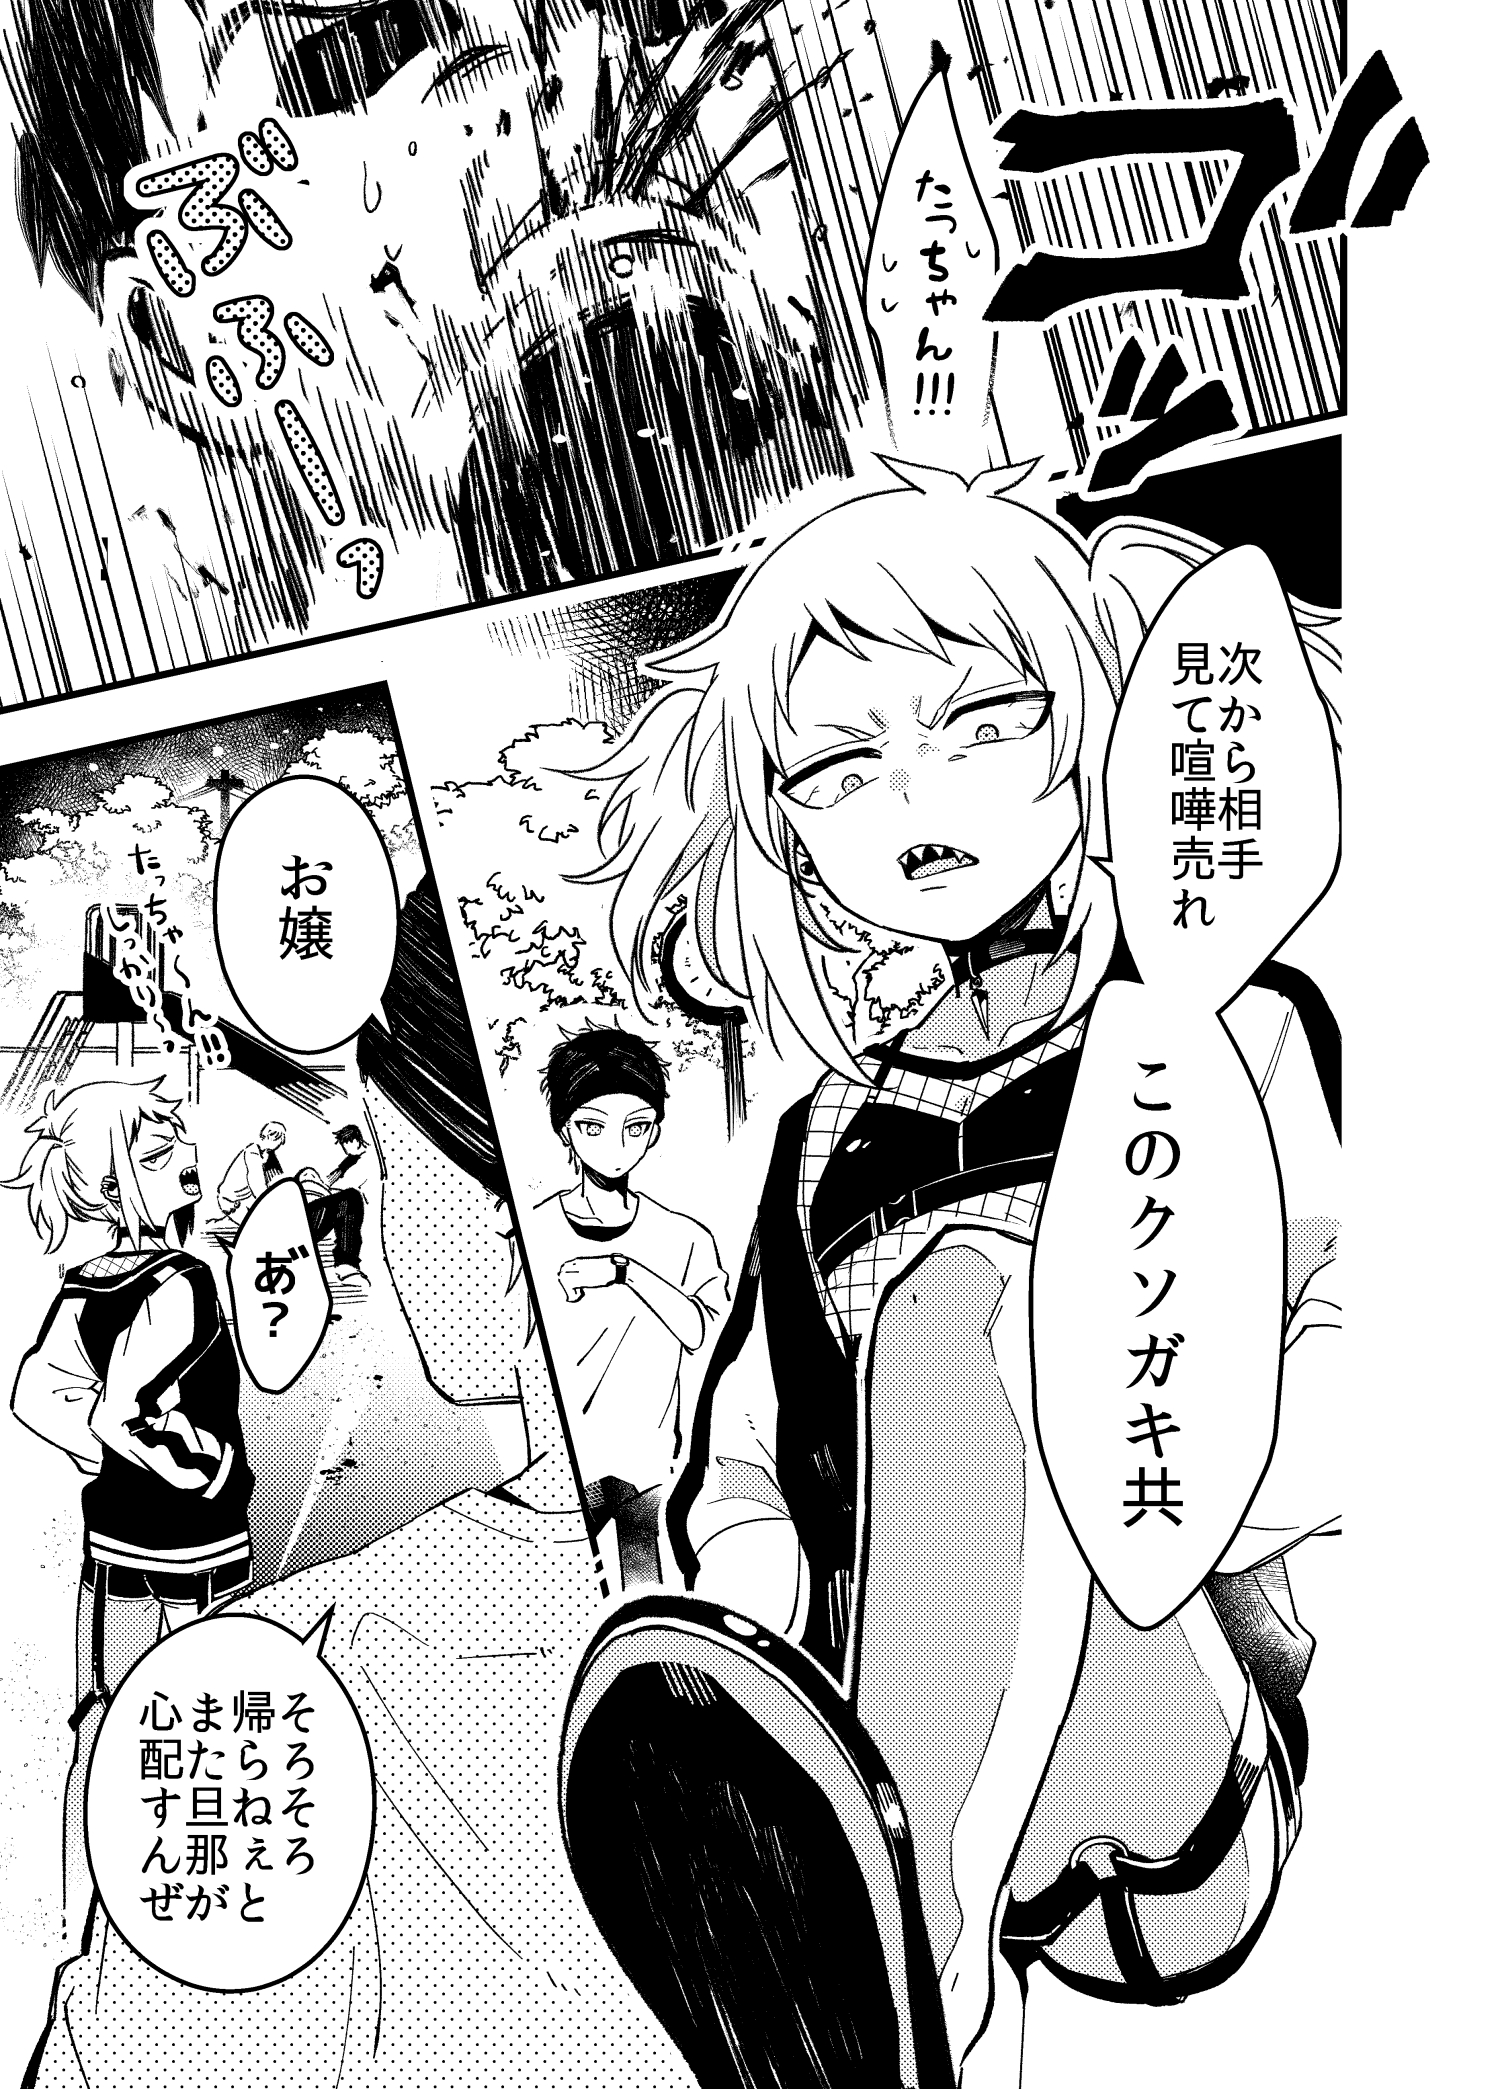 ゴッ
たっちゃん!!!
ぶふーっ
次から相手
見て喧嘩売れ
このクソガキ共
お嬢
たっちゃ〜ん!!
しっかりぃ〜
あ゙?
そろそろ
帰らねぇと
また旦那が
心配すんぜ